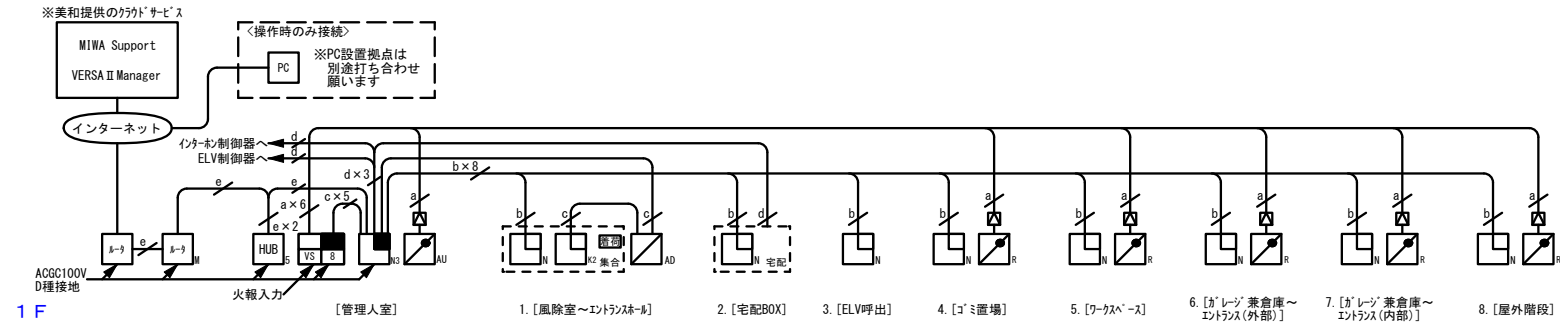 ※美和提供のｸﾗｳﾄﾞｻｰﾋﾞｽ
MIWA Support
VERSAⅡManager
〈操作時のみ接続〉
PC
※PC設置拠点は
別途打ち合わせ
願います
インターネット
ｲﾝﾀｰﾎﾝ制御器へ
d
ELV制御器へ
d
b×8
d×3
e
e
a×6
c×5
e×2
a
b
c
c
b
d
b
b
a
b
a
b
a
b
a
b
a
ﾙｰﾀ
e
ﾙｰﾀ
M
HUB
5
VS
8
N3
AU
N
K2
集合
着荷
AD
N
宅配
N
N
R
N
R
N
R
N
R
N
R
ACGC100V
D種接地
火報入力
1F
[管理人室]
1.[風除室～ｴﾝﾄﾗﾝｽﾎｰﾙ]
2.[宅配BOX]
3.[ELV呼出]
4.[ｺﾞﾐ置場]
5.[ﾜｰｸｽﾍﾟｰｽ]
6.[ｶﾞﾚｰｼﾞ兼倉庫～
ｴﾝﾄﾗﾝｽ(外部)]
7.[ｶﾞﾚｰｼﾞ兼倉庫～
ｴﾝﾄﾗﾝｽ(内部)]
8.[屋外階段]